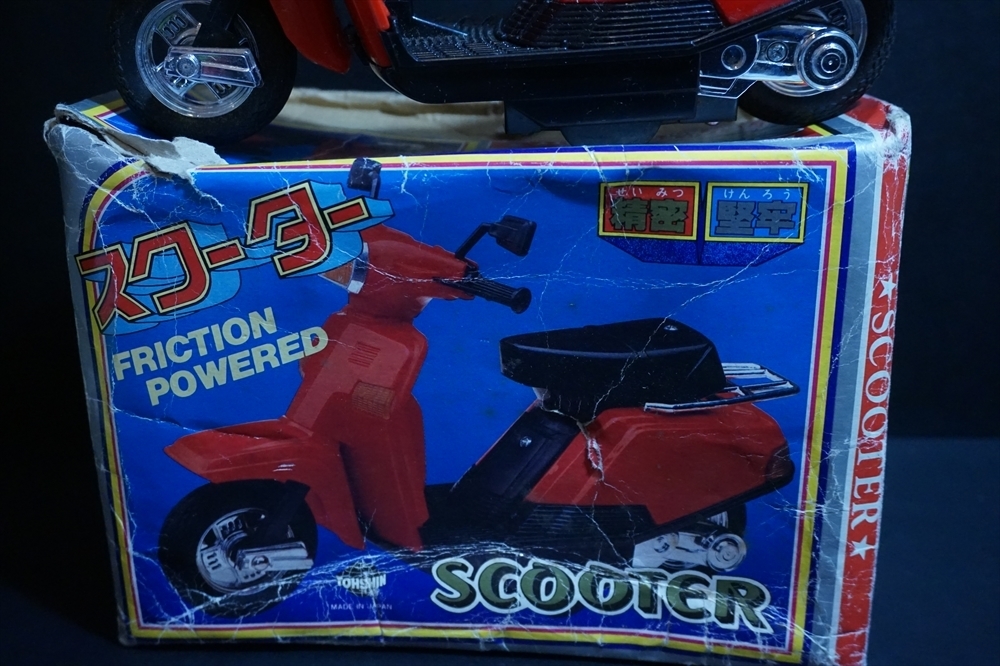 スクーター
せいみつ
精密
けんろう
堅牢
FRICTION
POWERED
TOHSHIN
MADE IN JAPAN
SCOOTER
★SCOOTER★